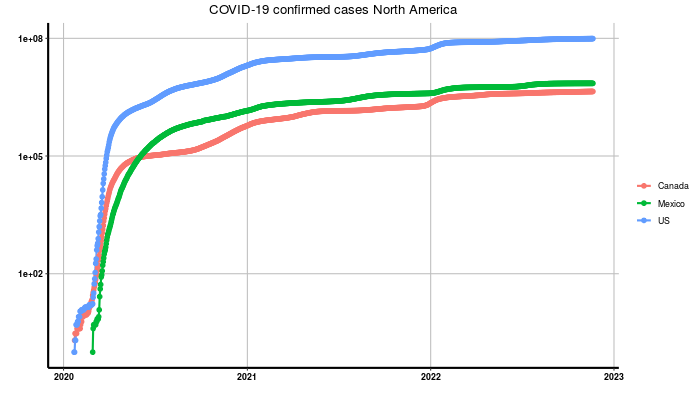 COVID-19 confirmed cases North America
1e+08
1e+05
1e+02
2020 2021 2022 2023
Canada
Mexico
US